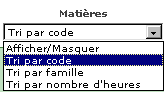 Matières
Tri par code
Afficher/Masquer
Tri par code
Tri par famille
Tri par nombre d'heures